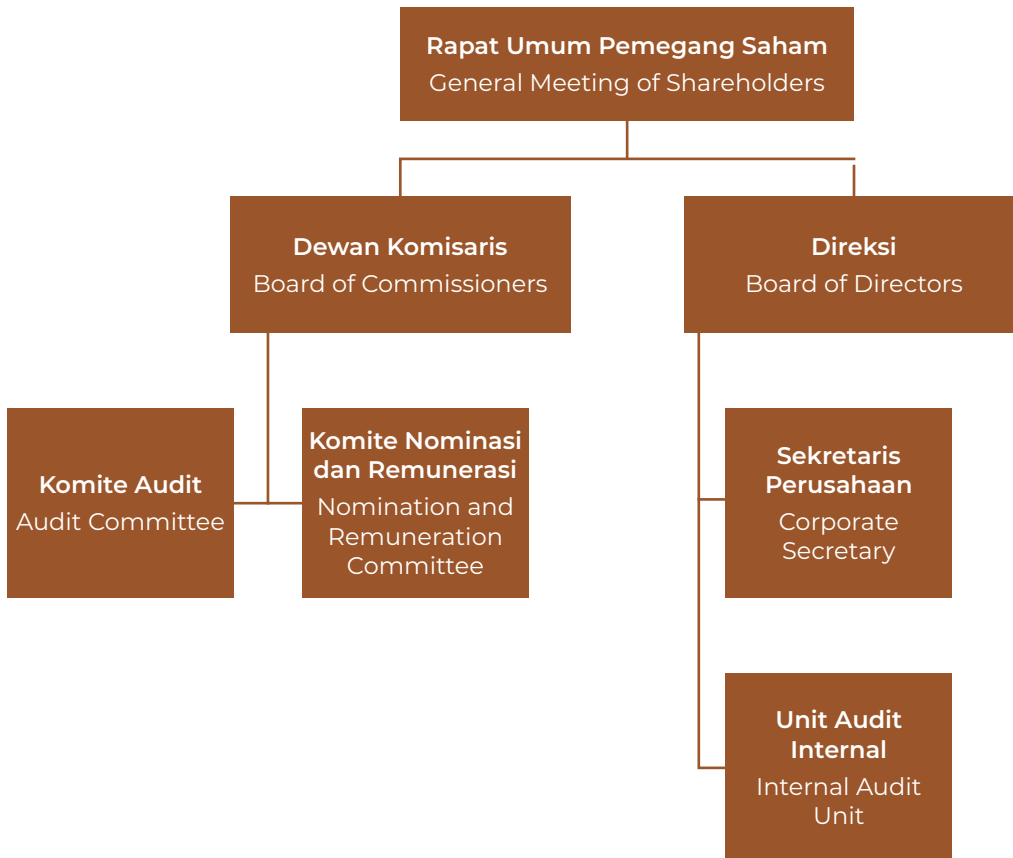 Rapat Umum Pemegang Saham
General Meeting of Shareholders
Dewan Komisaris
Board of Commissioners
Direksi
Board of Directors
Komite Audit
Audit Committee
Komite Nominasi
dan Remunerasi
Nomination and
Remuneration
Committee
Sekretaris
Perusahaan
Corporate
Secretary
Unit Audit
Internal
Internal Audit
Unit